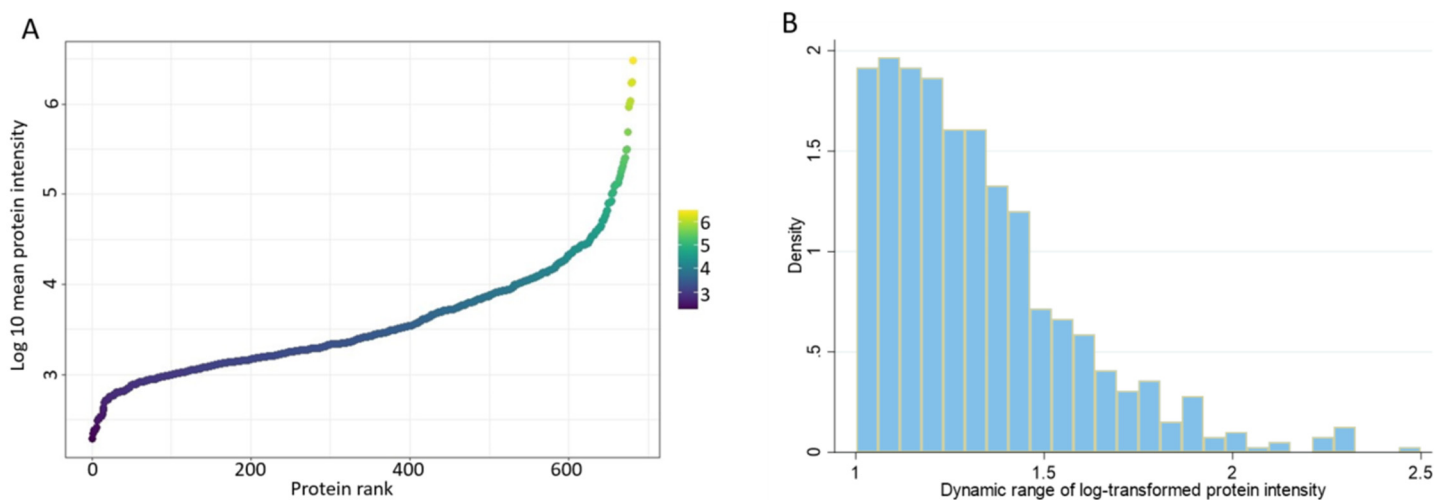 A
Log 10 mean protein intensity
6
5
4
3
0 200 400 600
Protein rank
6
5
4
3
B
Density
2
1.5
1
.5
0
1 1.5 2 2.5
Dynamic range of log-transformed protein intensity